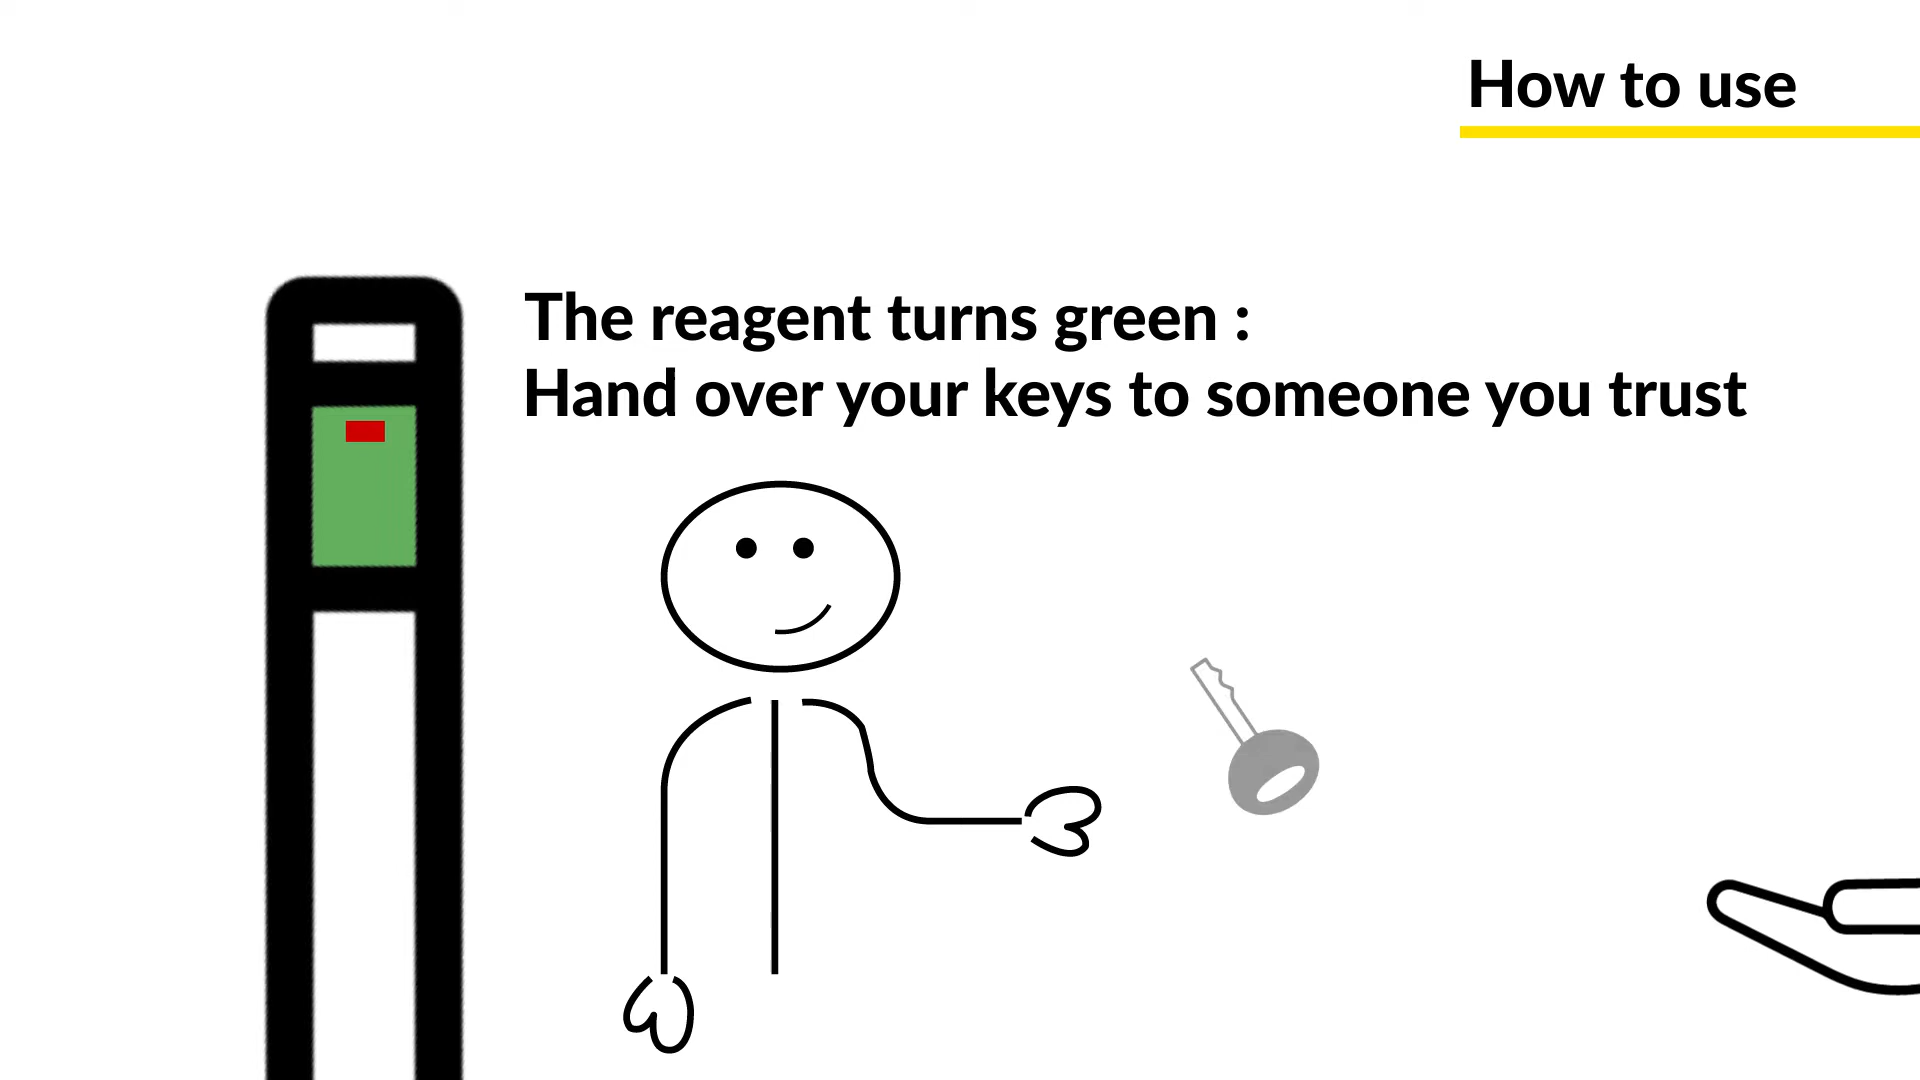 How to use
The reagent turns green :
Hand over your keys to someone you trust